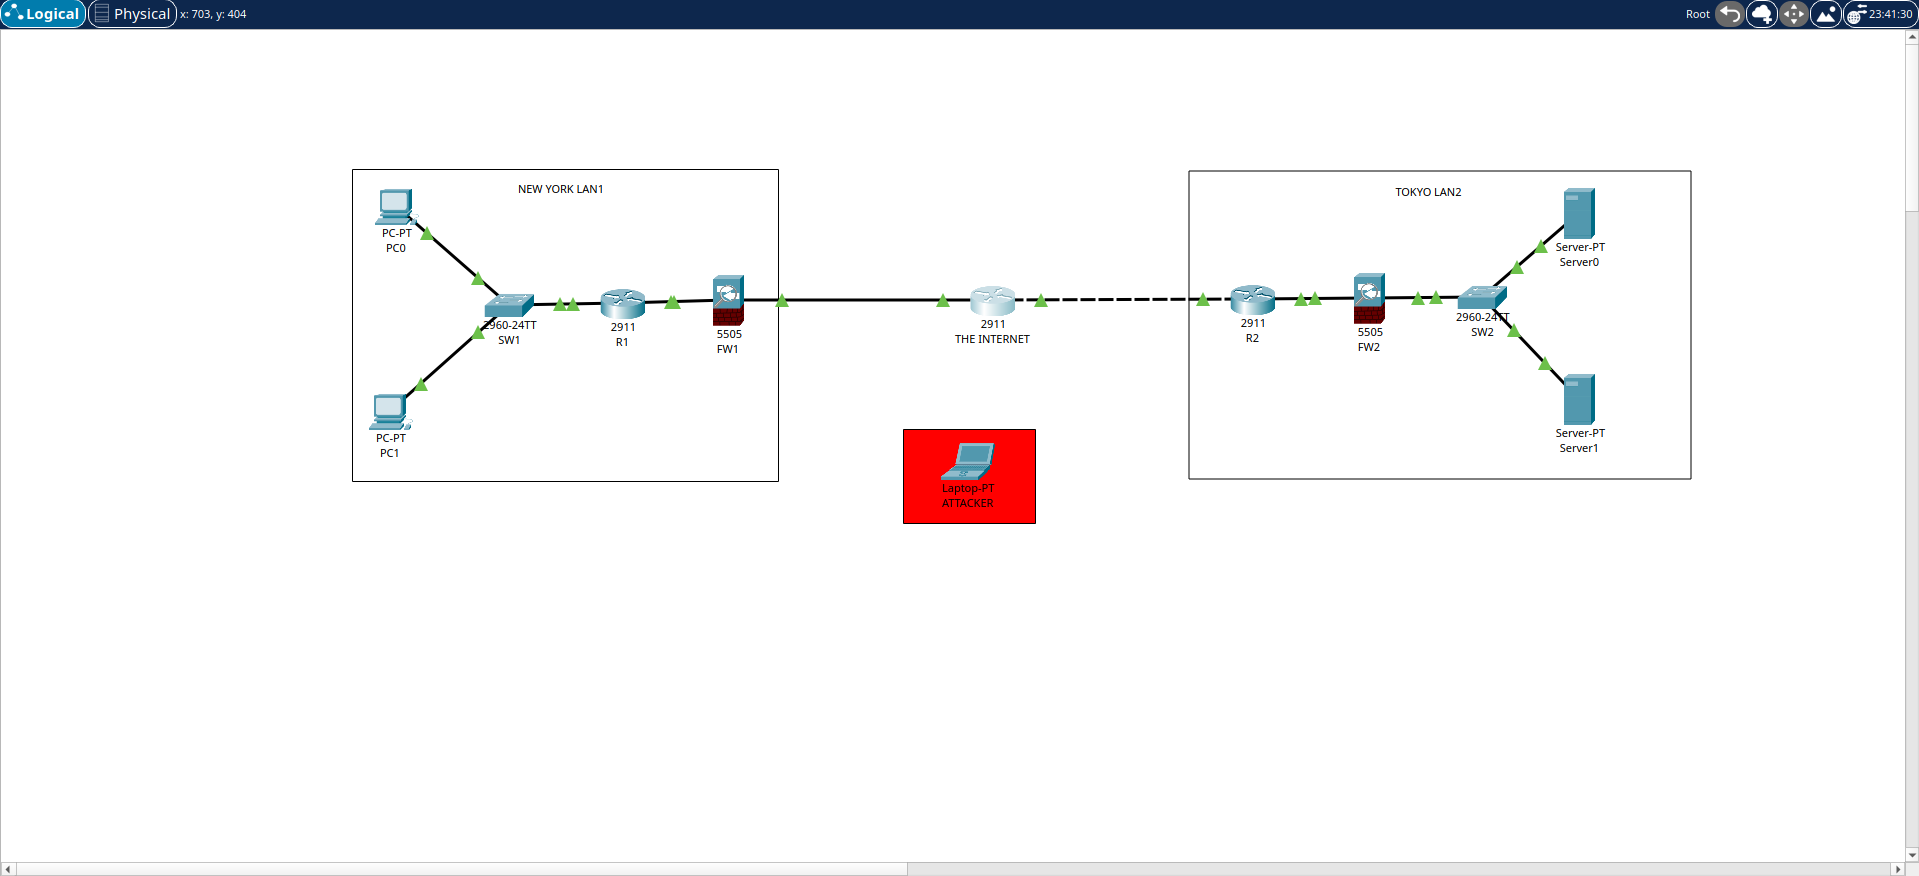 Logical
Physical
x: 703, y: 404
Root
23:41:30
NEW YORK LAN1
PC-PT
PC0
2960-24TT
SW1
2911
R1
5505
FW1
PC-PT
PC1
2911
THE INTERNET
Laptop-PT
ATTACKER
TOKYO LAN2
2911
R2
5505
FW2
2960-24TT
SW2
Server-PT
Server0
Server-PT
Server1